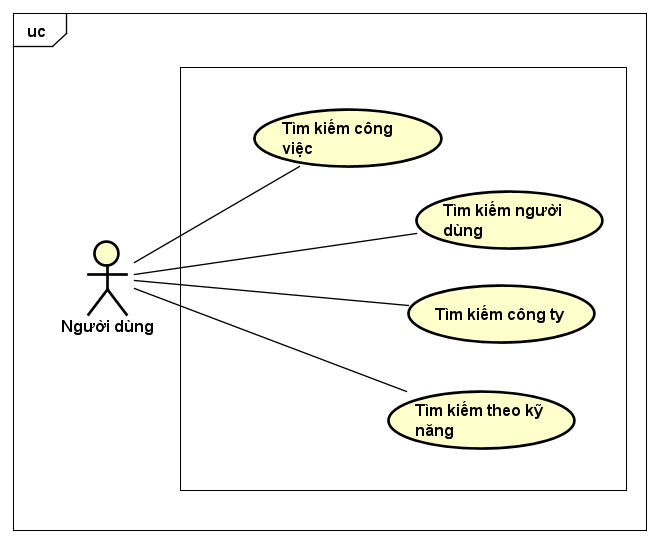 uc
Tìm kiếm công
việc
Tìm kiếm người
dùng
Tìm kiếm công ty
Người dùng
Tìm kiếm theo kỹ
năng